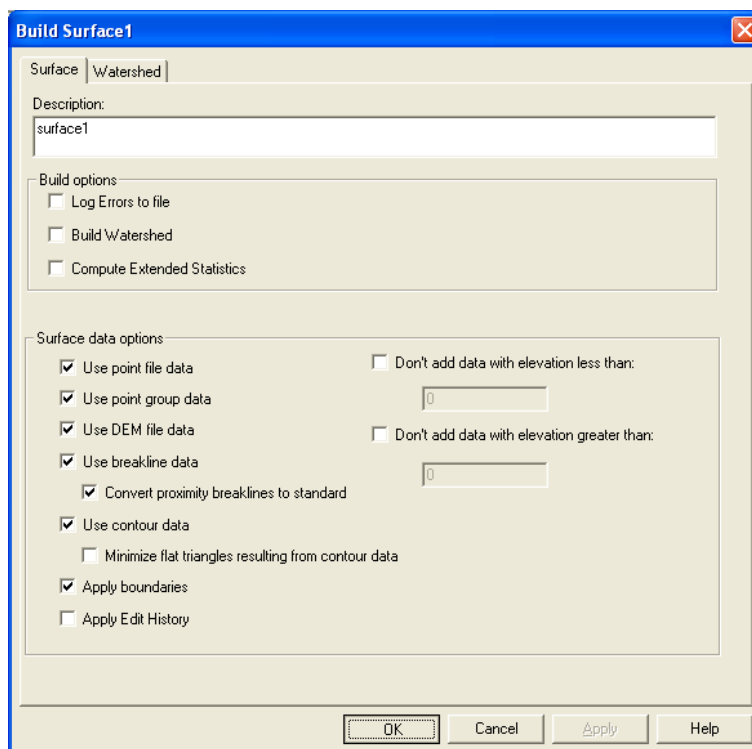 Build Surface1
Surface
Watershed
Description:
surface1
Build options
Log Errors to file
Build Watershed
Compute Extended Statistics
Surface data options
Use point file data
Use point group data
Use DEM file data
Use breakline data
Convert proximity breaklines to standard
Use contour data
Minimize flat triangles resulting from contour data
Apply boundaries
Apply Edit History
Don't add data with elevation less than:
0
Don't add data with elevation greater than:
0
OK
Cancel
Apply
Help